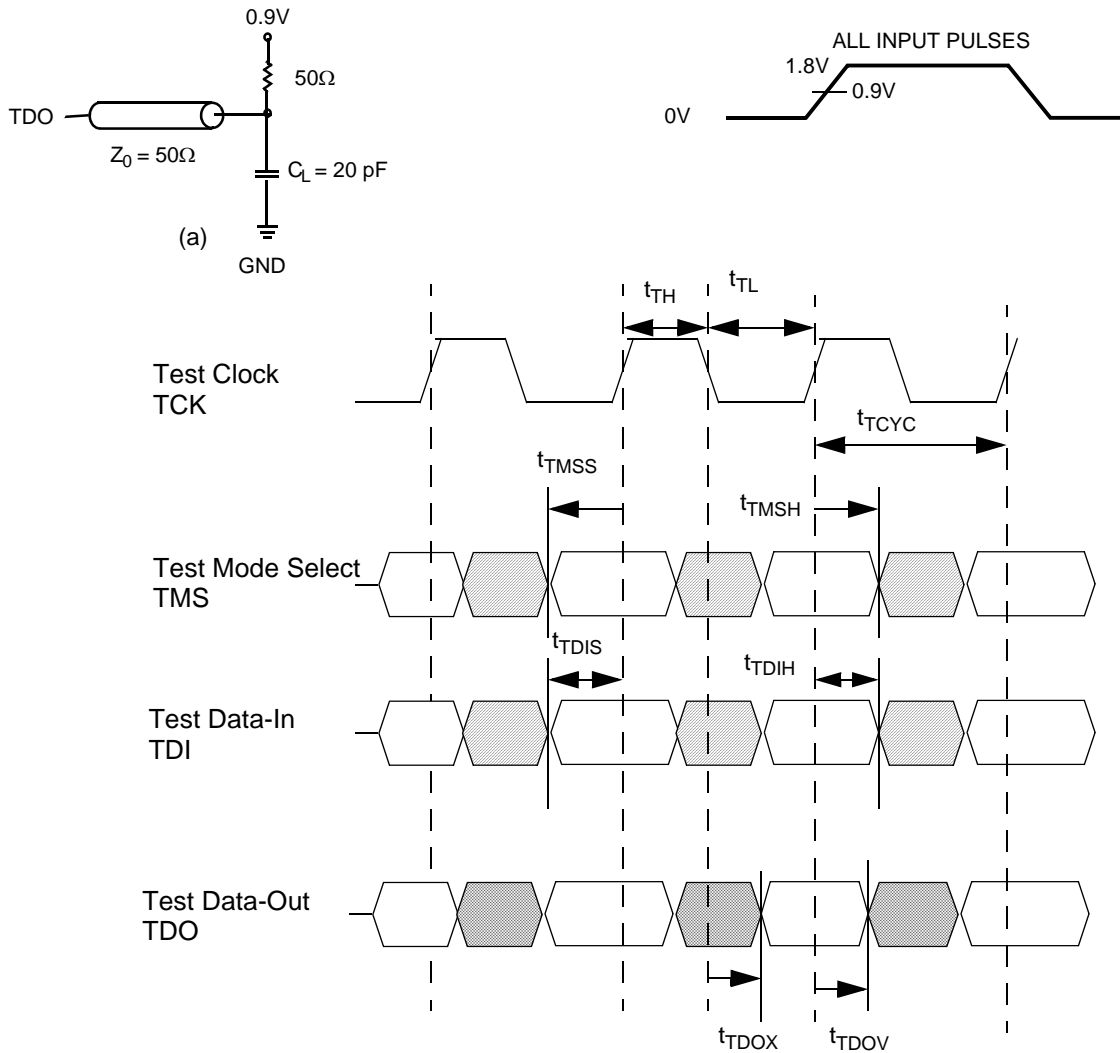 0.9V
50Ω
TDO
Z0 = 50Ω
CL = 20 pF
(a)
GND
ALL INPUT PULSES
1.8V
0.9V
0V
tTH
tTL
Test Clock
TCK
tTCYC
tTMSS
tTMSH
Test Mode Select
TMS
tTDIS
tTDIH
Test Data-In
TDI
Test Data-Out
TDO
tTDOX
tTDOV